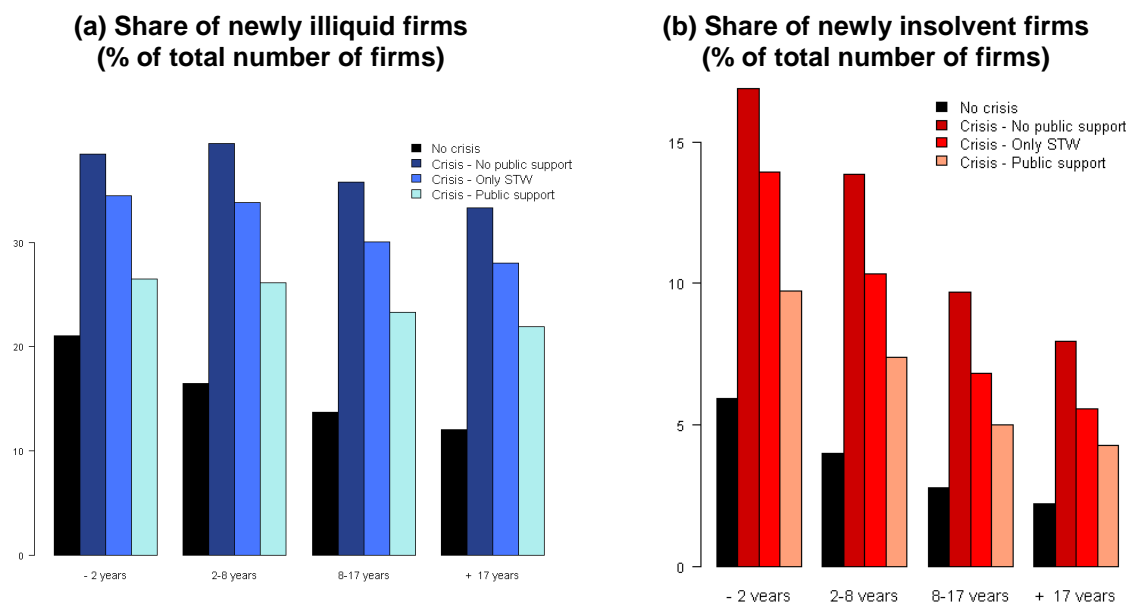 (a) Share of newly illiquid firms
(% of total number of firms)
No crisis
Crisis - No public support
Crisis - Only STW
Crisis - Public support
30
20
10
0
- 2 years
2-8 years
8-17 years
+ 17 years
(b) Share of newly insolvent firms
(% of total number of firms)
No crisis
Crisis - No public support
Crisis - Only STW
Crisis - Public support
15
10
5
0
- 2 years
2-8 years
8-17 years
+ 17 years